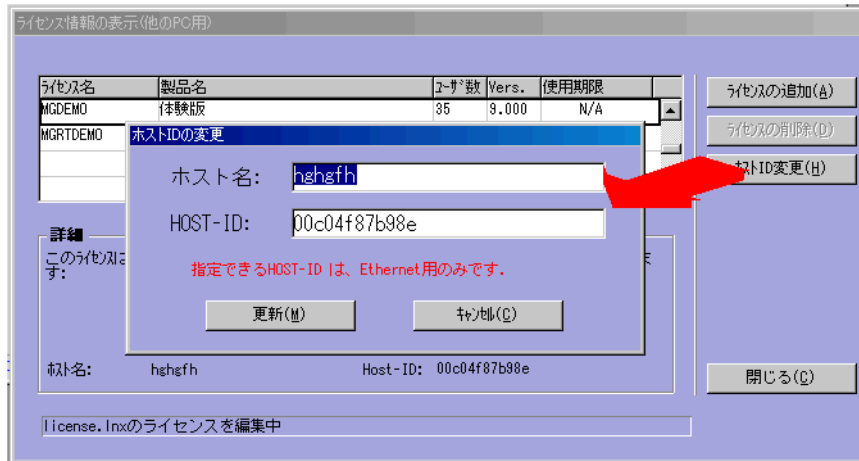 ライセンス情報の表示(他のPC用)
ライセンス名 製品名 ユーザ数 Vers. 使用期限
MGDEMO 体験版 35 9.000 N/A
MGRTDEMO
ライセンスの追加(A)
ライセンスの削除(D)
ホストID変更(H)
ホストIDの変更
ホスト名: hghgfh
HOST-ID: 00c04f87b98e
指定できるHOST-ID は、Ethernet用のみです.
更新(M) キャンセル(C)
詳細
このライセンスに
す:
ホスト名: hghgfh Host-ID: 00c04f87b98e
閉じる(C)
license.lnxのライセンスを編集中